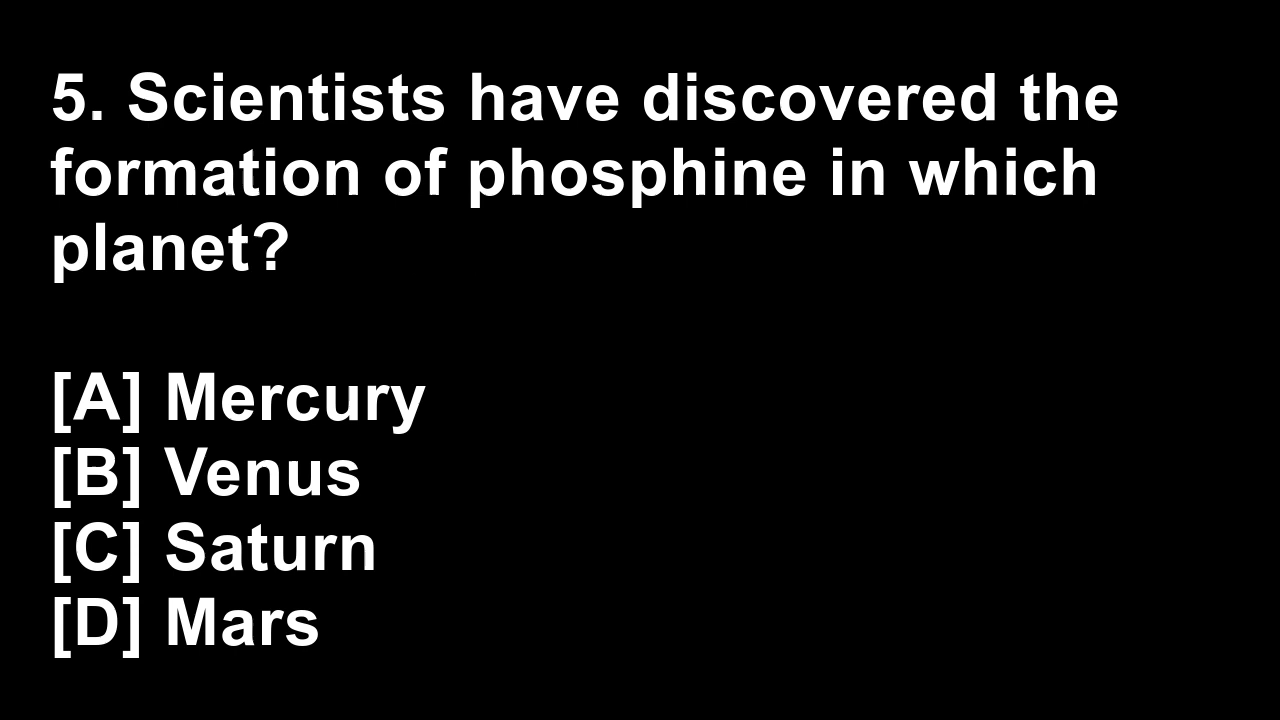 5. Scientists have discovered the
formation of phosphine in which
planet?
[A] Mercury
[B] Venus
[C] Saturn
[D] Mars